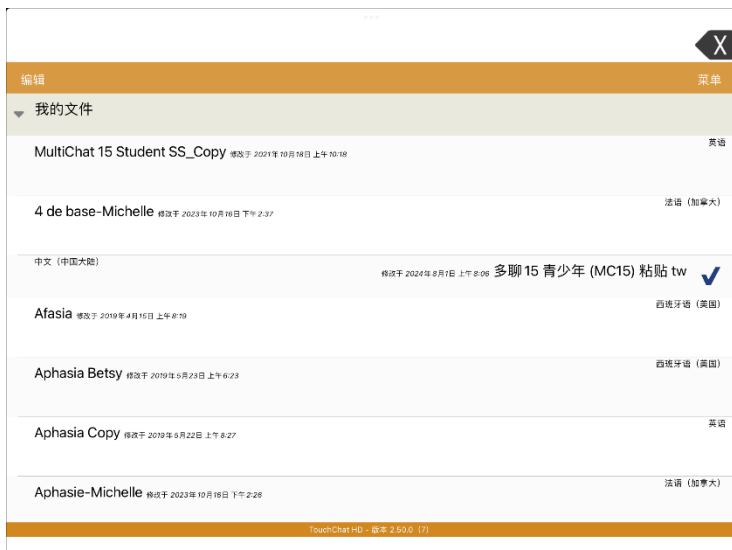 X
编辑 菜单
我的文件
英语
MultiChat 15 Student SS_Copy 修改于 2021年10月18日 上午10:18
法语（加拿大）
4 de base-Michelle 修改于 2023年10月16日 下午2:37
中文（中国大陆）
修改于 2024年8月1日 上午8:06 多聊15 青少年 (MC15) 粘贴 tw
西班牙语（美国）
Afasia 修改于 2019年4月15日 上午8:19
西班牙语（美国）
Aphasia Betsy 修改于 2019年5月23日 上午6:23
英语
Aphasia Copy 修改于 2019年5月22日 上午8:27
法语（加拿大）
Aphasie-Michelle 修改于 2023年10月16日 下午2:26
TouchChat HD - 版本 2.50.0（7）